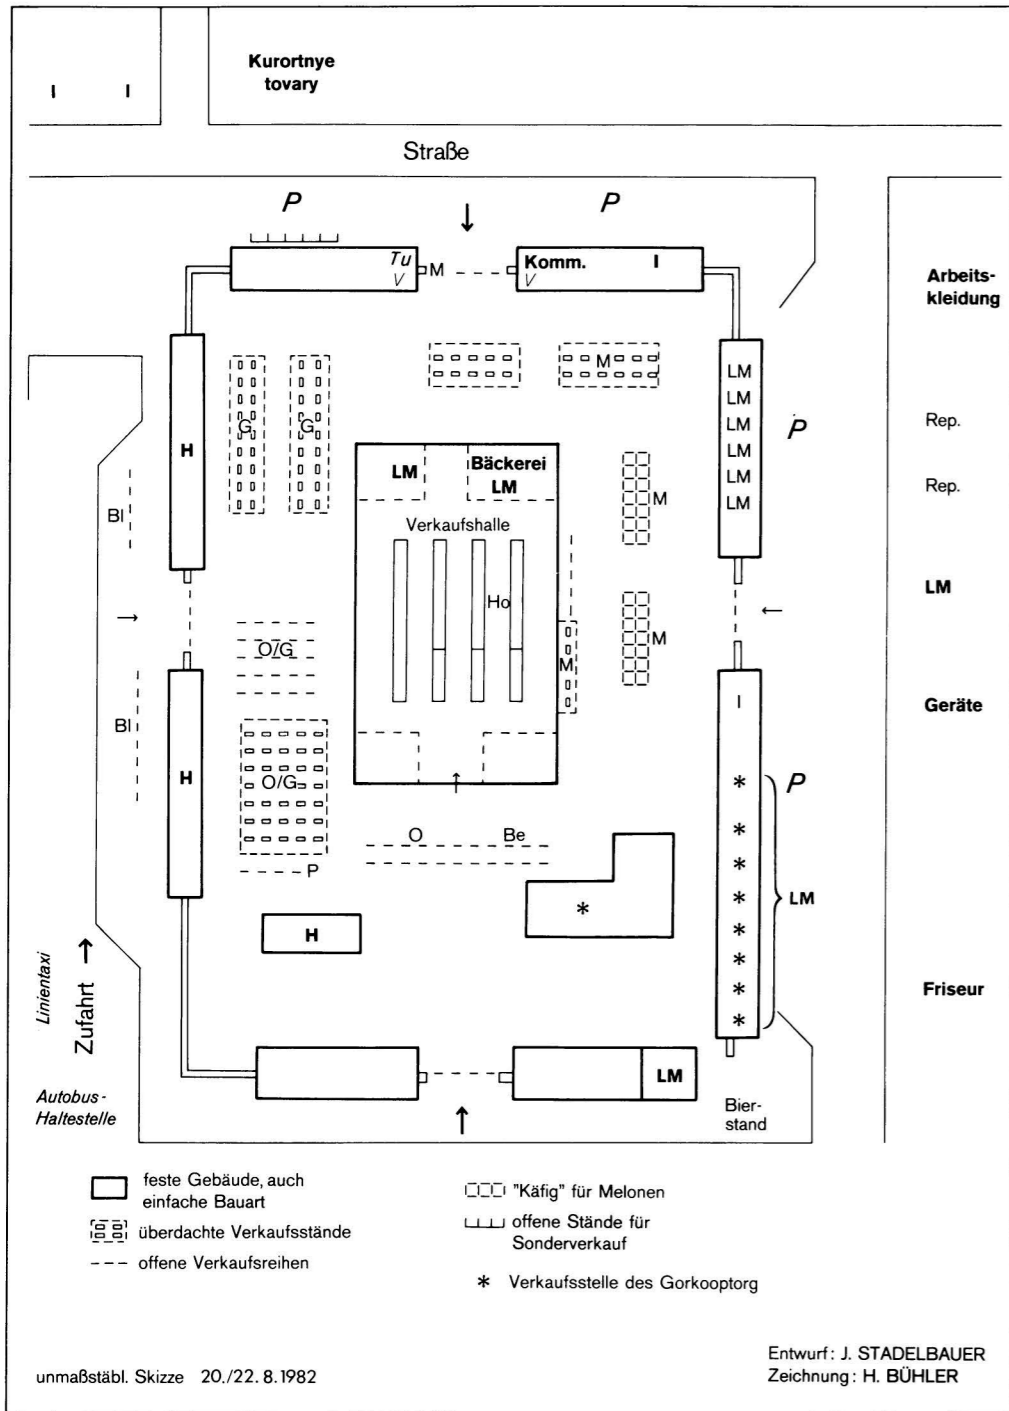 Kurortnye
tovary
I I
Straße
P P
Tu
V
M
Komm. I
V
Arbeits-
kleidung
M
LM
LM
LM
LM
LM
LM
G G
H
P
Rep.
LM
Bäckerei
LM
Rep.
M
Bl
Verkaufshalle
Ho
LM
O/G
M
M
I
Geräte
Bl
H
O/G
*
P
*
O Be
*
P
*
*
LM
H
*
*
*
*
Friseur
Linientaxi
Zufahrt
LM
Autobus-
Haltestelle
Bier-
stand
feste Gebäude, auch
einfache Bauart
überdachte Verkaufsstände
offene Verkaufsreihen
"Käfig" für Melonen
offene Stände für
Sonderverkauf
* Verkaufsstelle des Gorkooptorg
unmaßstäbl. Skizze 20./22.8.1982
Entwurf: J. STADELBAUER
Zeichnung: H. BÜHLER